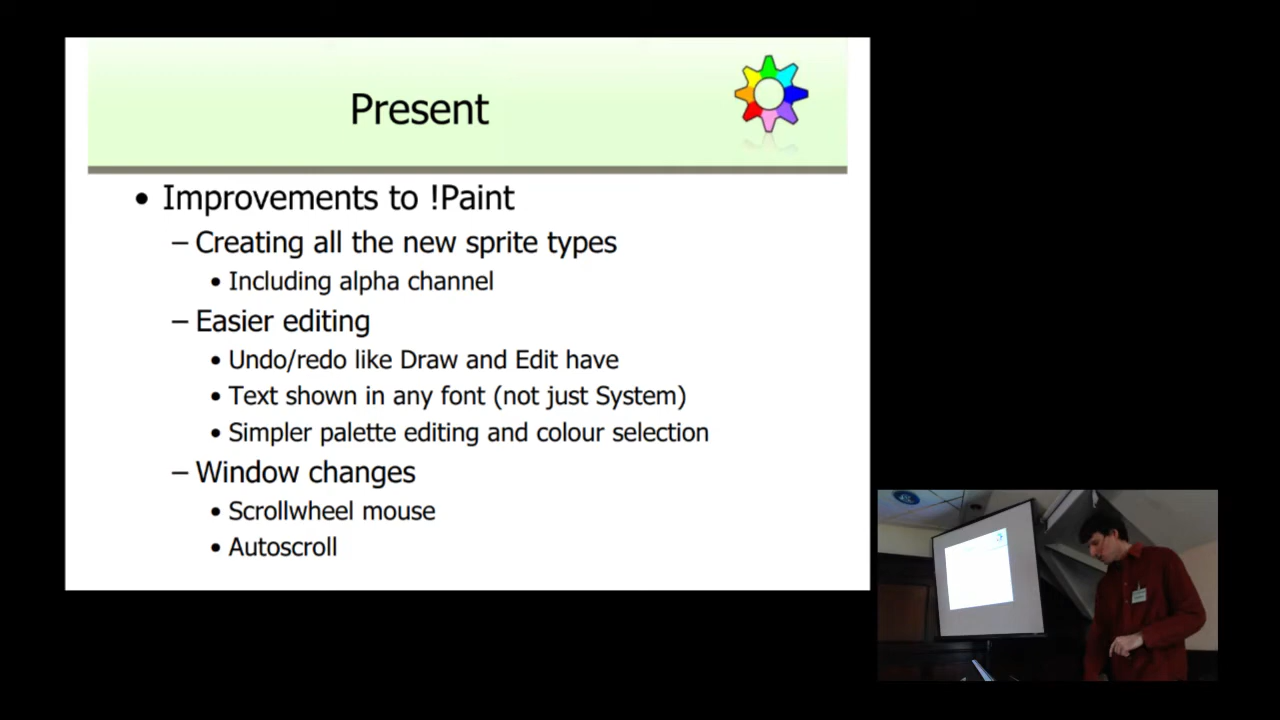 Present
• Improvements to !Paint
– Creating all the new sprite types
• Including alpha channel
– Easier editing
• Undo/redo like Draw and Edit have
• Text shown in any font (not just System)
• Simpler palette editing and colour selection
– Window changes
• Scrollwheel mouse
• Autoscroll